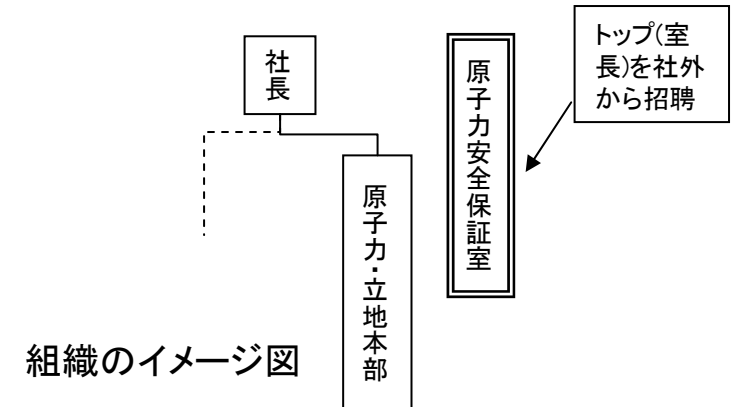 社長
原子力安全保証室
トップ(室
長)を社外
から招聘
原子力・立地本部
組織のイメージ図